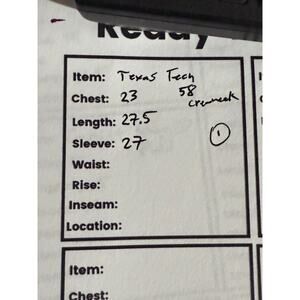 Ready
Item: Texas Tech
Chest: 23 58 crewneck
Length: 27.5
Sleeve: 27 1
Waist:
Rise:
Inseam:
Location:
Item:
Chest: